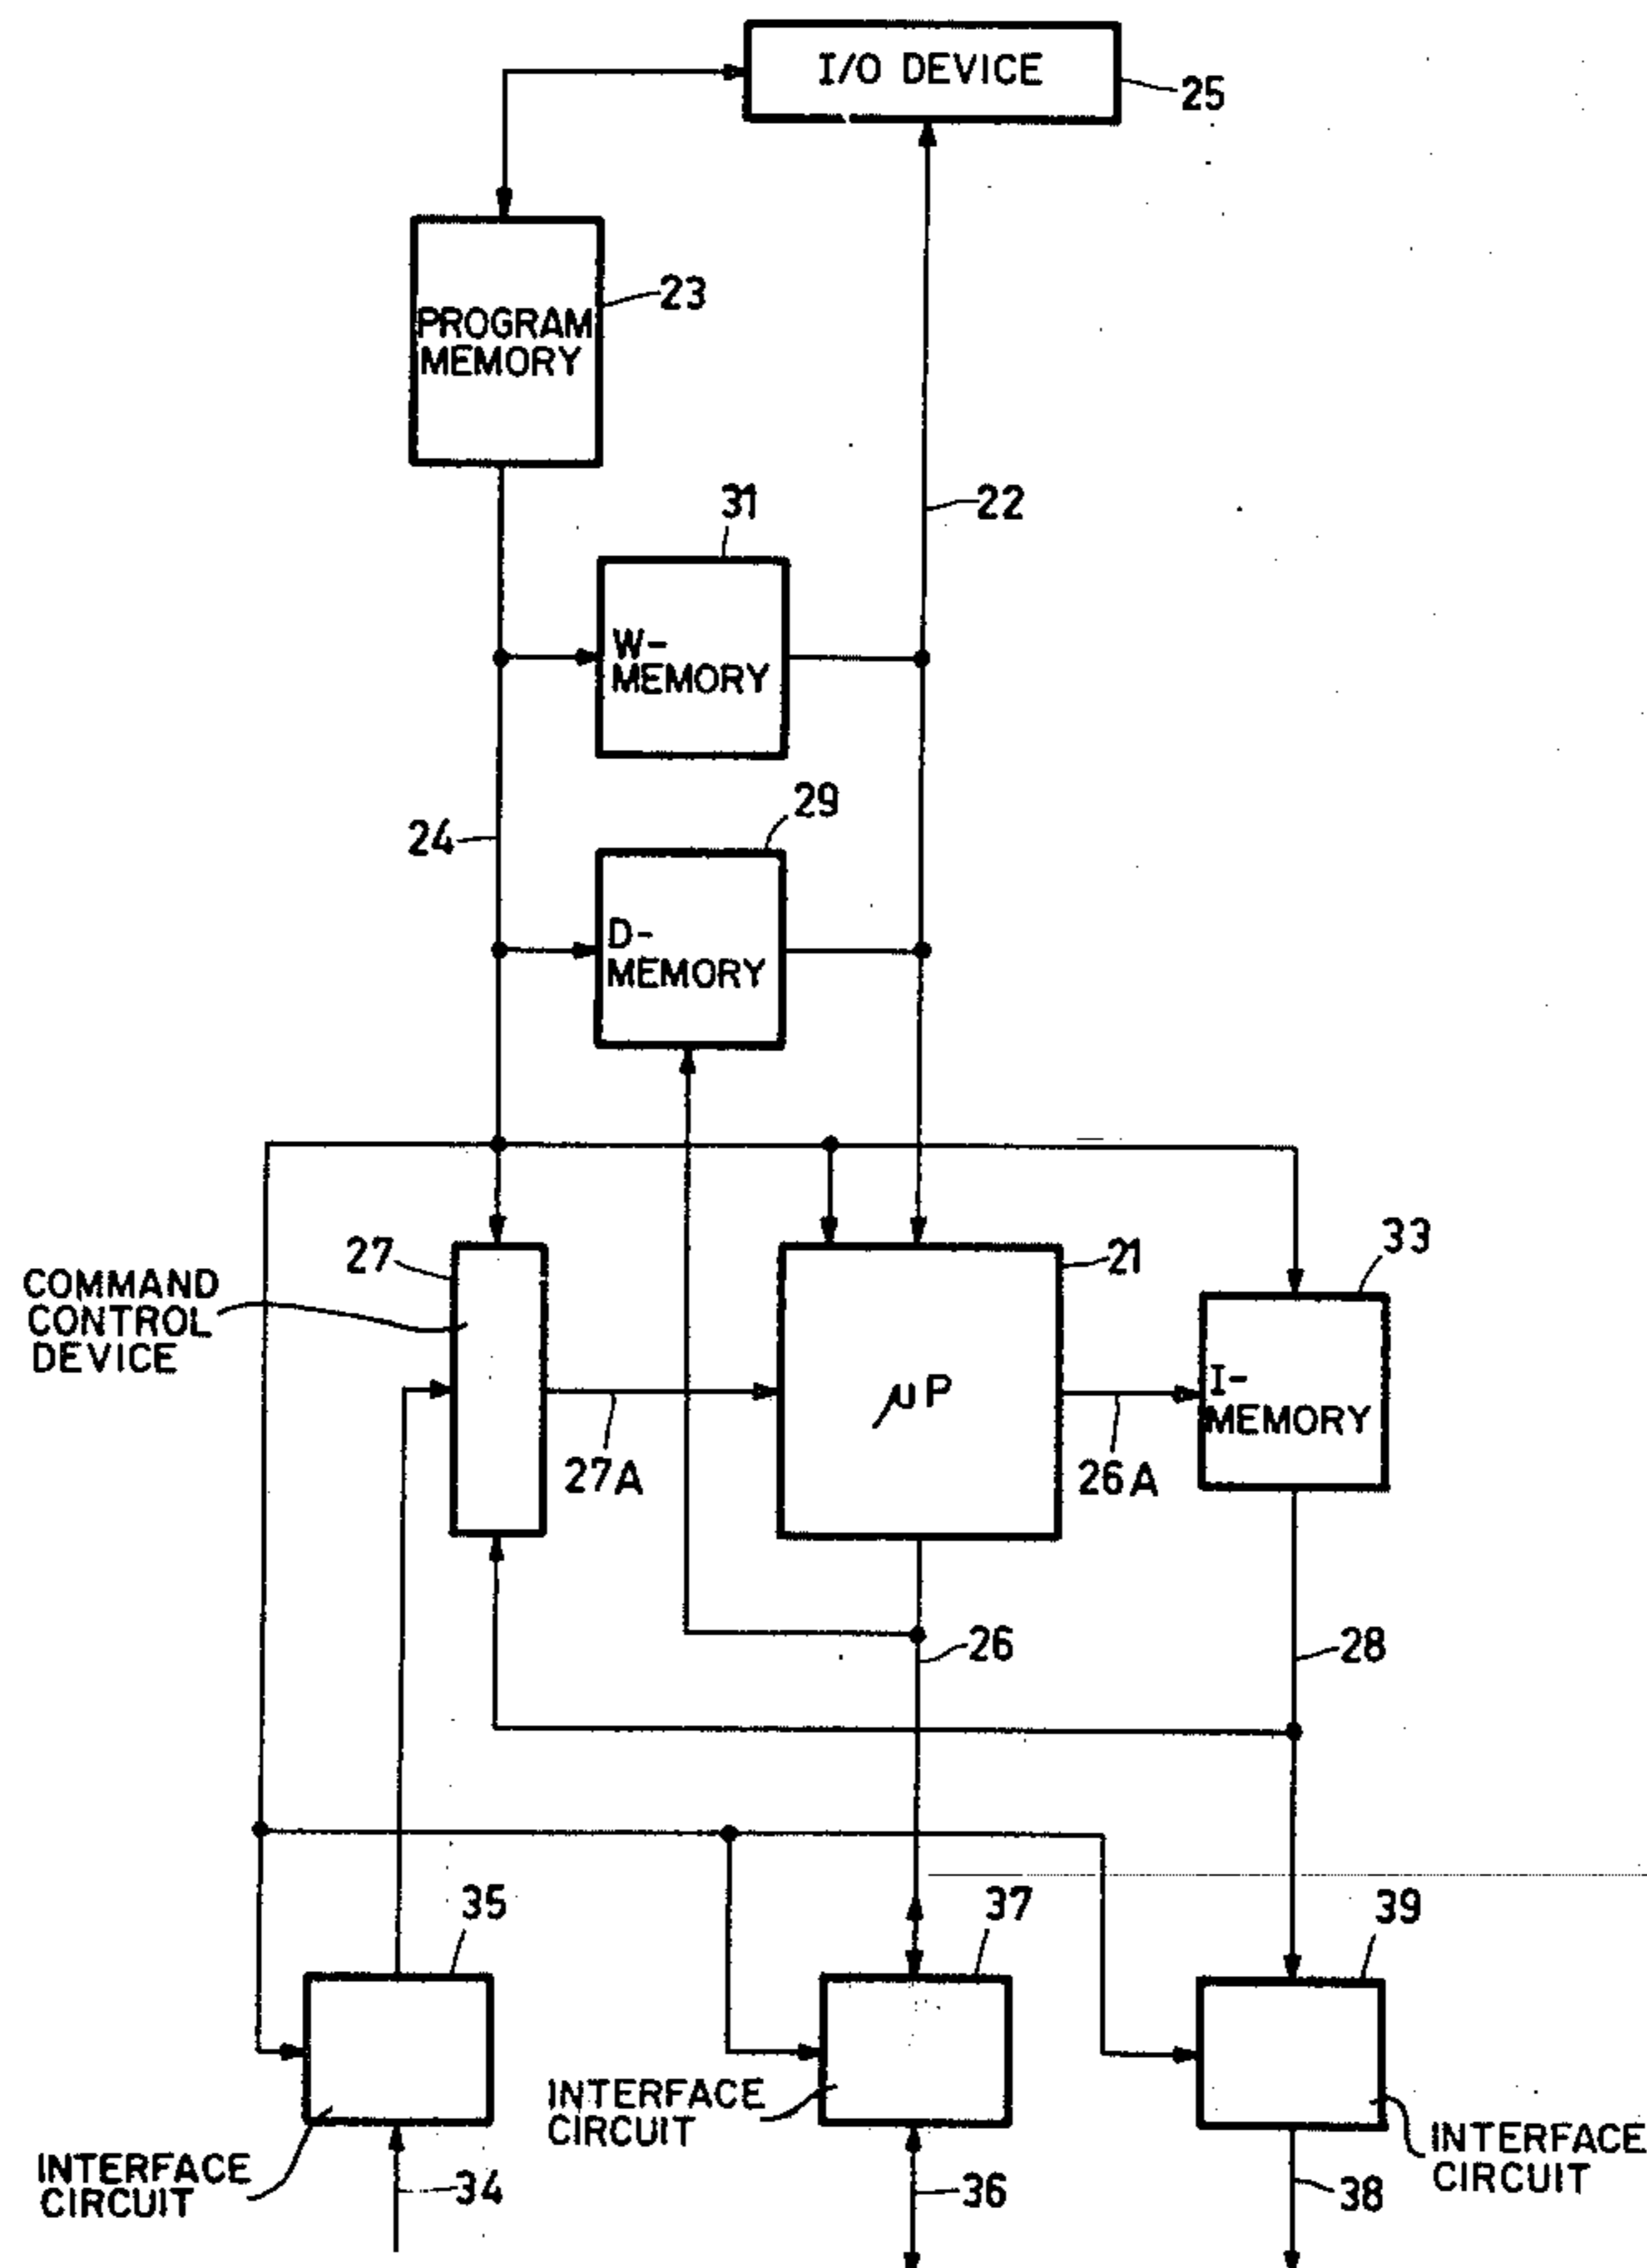 I/O DEVICE
25
PROGRAM
MEMORY
23
31
22
W-
MEMORY
29
24
D-
MEMORY
27
21
33
COMMAND
CONTROL
DEVICE
µP
I-
MEMORY
27A
26A
26
28
35
37
39
INTERFACE
CIRCUIT
INTERFACE
CIRCUIT
INTERFACE
CIRCUIT
34
36
38